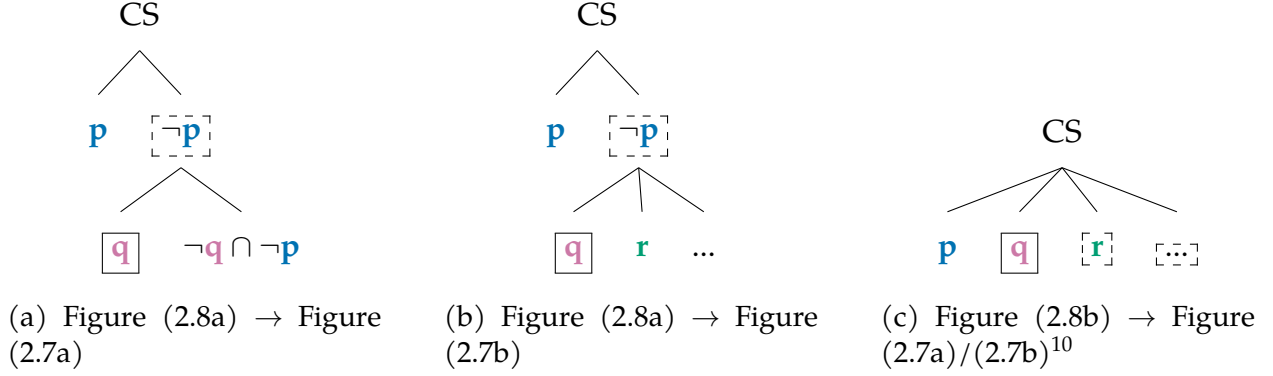 CS
p ¬p
q ¬q ∩ ¬p
(a) Figure (2.8a) → Figure
(2.7a)
CS
p ¬p
q r ...
(b) Figure (2.8a) → Figure
(2.7b)
CS
p q r ...
(c) Figure (2.8b) → Figure
(2.7a)/(2.7b)¹⁰